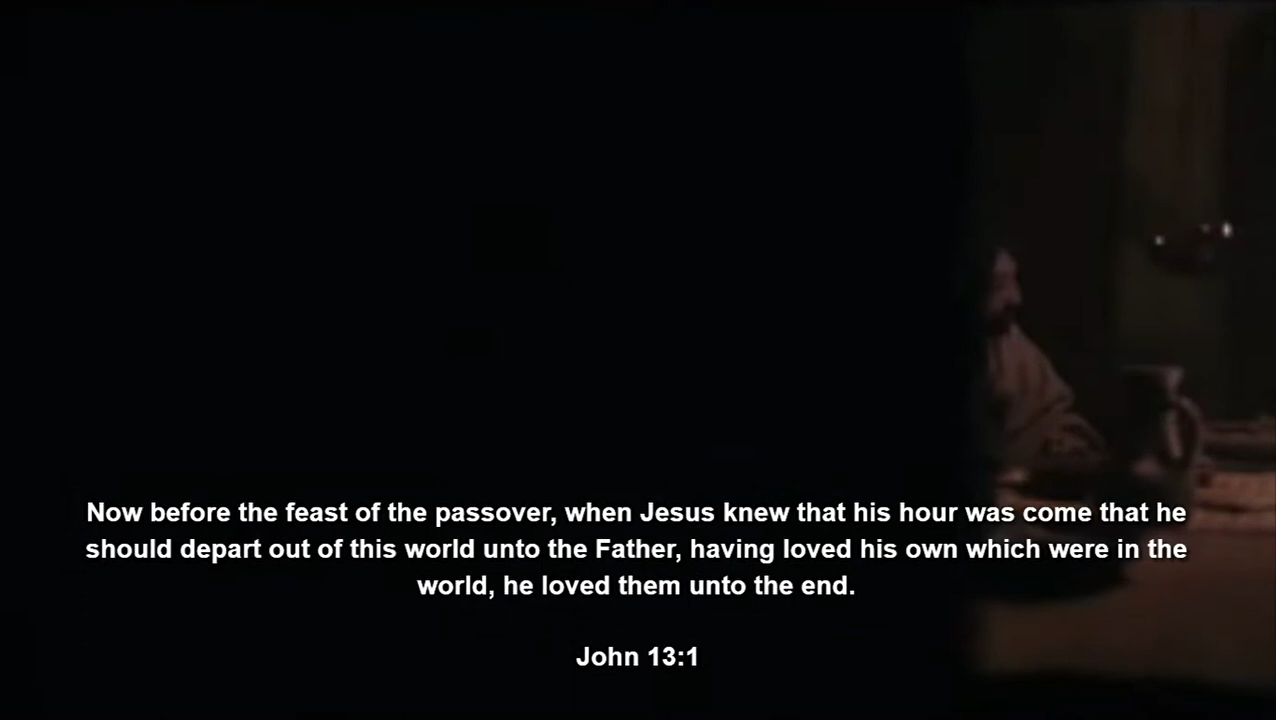 Now before the feast of the passover, when Jesus knew that his hour was come that he
should depart out of this world unto the Father, having loved his own which were in the
world, he loved them unto the end.
John 13:1